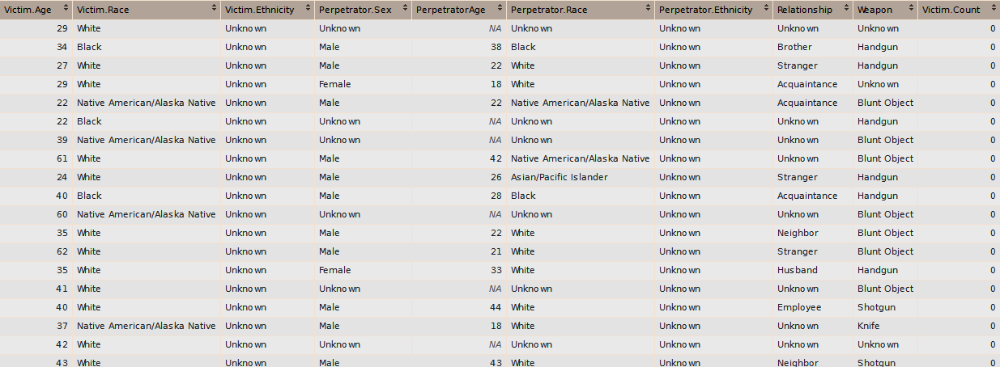 Victim.Age Victim.Race Victim.Ethnicity Perpetrator.Sex PerpetratorAge Perpetrator.Race Perpetrator.Ethnicity Relationship Weapon Victim.Count
29 White Unknown Unknown NA Unknown Unknown Unknown Unknown 0
34 Black Unknown Male 38 Black Unknown Brother Handgun 0
27 White Unknown Male 22 White Unknown Stranger Handgun 0
29 White Unknown Female 18 White Unknown Acquaintance Unknown 0
22 Native American/Alaska Native Unknown Male 22 Native American/Alaska Native Unknown Acquaintance Blunt Object 0
22 Black Unknown Unknown NA Unknown Unknown Unknown Handgun 0
39 Native American/Alaska Native Unknown Unknown NA Unknown Unknown Unknown Blunt Object 0
61 White Unknown Male 42 Native American/Alaska Native Unknown Unknown Blunt Object 0
24 White Unknown Male 26 Asian/Pacific Islander Unknown Stranger Handgun 0
40 Black Unknown Male 28 Black Unknown Acquaintance Handgun 0
60 Native American/Alaska Native Unknown Unknown NA Unknown Unknown Unknown Blunt Object 0
35 White Unknown Male 22 White Unknown Neighbor Blunt Object 0
62 White Unknown Male 21 White Unknown Stranger Blunt Object 0
35 White Unknown Female 33 White Unknown Husband Handgun 0
41 White Unknown Unknown NA Unknown Unknown Unknown Blunt Object 0
40 White Unknown Male 44 White Unknown Employee Shotgun 0
37 Native American/Alaska Native Unknown Male 18 White Unknown Unknown Knife 0
42 White Unknown Unknown NA Unknown Unknown Unknown Unknown 0
43 White Unknown Male 43 White Unknown Neighbor Shotgun 0